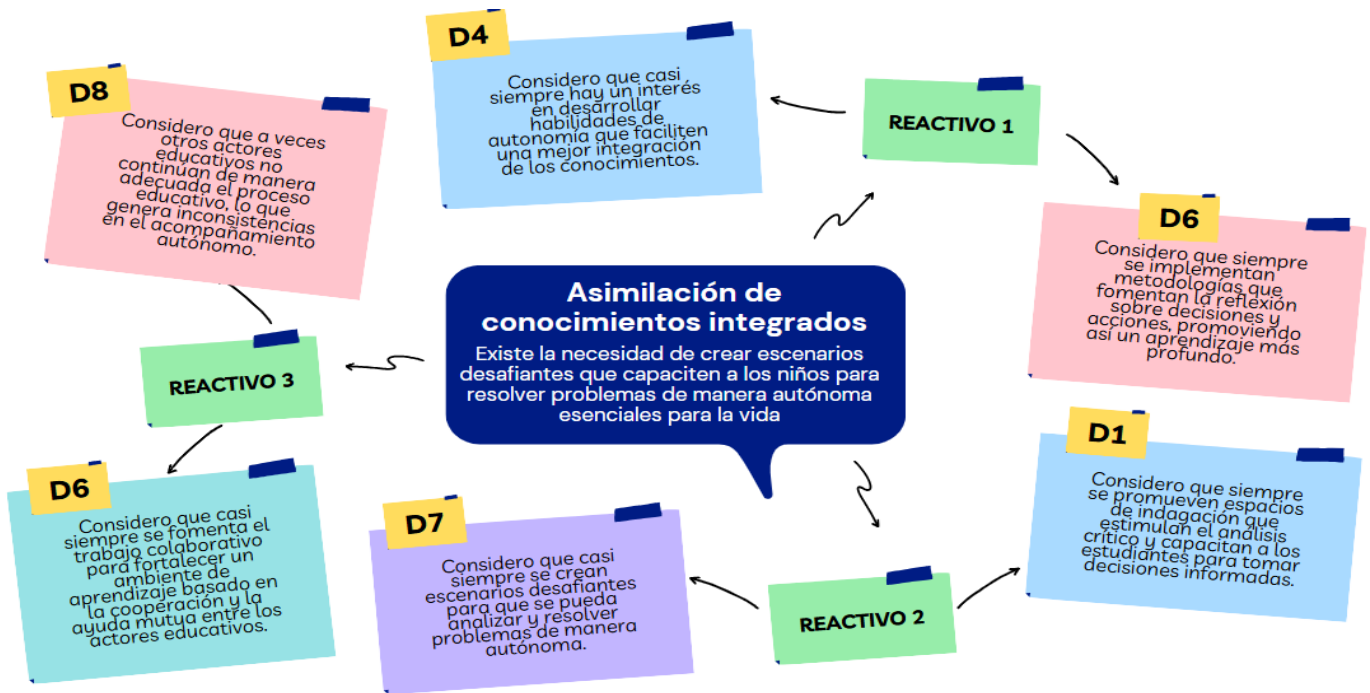 D4
Considero que casi
siempre hay un interés
en desarrollar
habilidades de
autonomía que faciliten
una mejor integración
de los conocimientos.
D8
Considero que a veces
otros actores
educativos no
continúan de manera
adecuada el proceso
educativo, lo que
genera inconsistencias
en el acompañamiento
autónomo.
REACTIVO 1
D6
Considero que siempre
se implementan
metodologías que
fomentan la reflexión
sobre decisiones y
acciones, promoviendo
así un aprendizaje más
profundo.
Asimilación de
conocimientos integrados
Existe la necesidad de crear escenarios
desafiantes que capaciten a los niños para
resolver problemas de manera autónoma
esenciales para la vida
REACTIVO 3
D1
Considero que siempre
se promueven espacios
de indagación que
estimulan el análisis
crítico y capacitan a los
estudiantes para tomar
decisiones informadas.
D6
Considero que casi
siempre se fomenta el
trabajo colaborativo
para fortalecer un
ambiente de
aprendizaje basado en
la cooperación y la
ayuda mutua entre los
actores educativos.
D7
Considero que casi
siempre se crean
escenarios desafiantes
para que se pueda
analizar y resolver
problemas de manera
autónoma.
REACTIVO 2